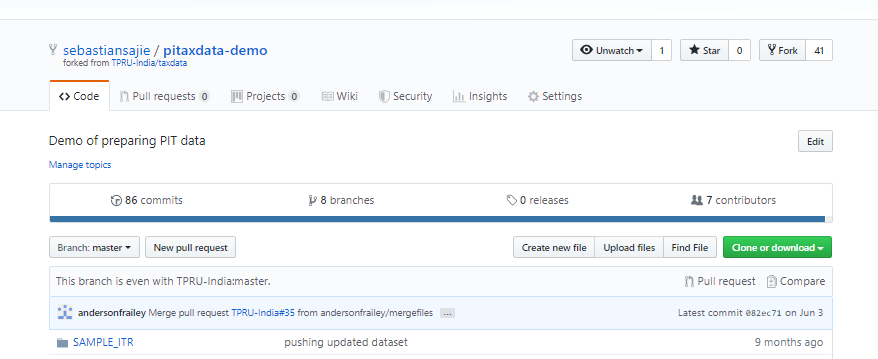 sebastiansajie / pitaxdata-demo
forked from TPRU-India/taxdata
Unwatch 1 Star 0 Fork 41
Code Pull requests 0 Projects 0 Wiki Security Insights Settings
Demo of preparing PIT data Edit
Manage topics
86 commits 8 branches 0 releases 7 contributors
Branch: master New pull request Create new file Upload files Find File Clone or download
This branch is even with TPRU-India:master. Pull request Compare
andersonfrailey Merge pull request TPRU-India#35 from andersonfrailey/mergefiles ... Latest commit 082ec71 on Jun 3
SAMPLE_ITR pushing updated dataset 9 months ago